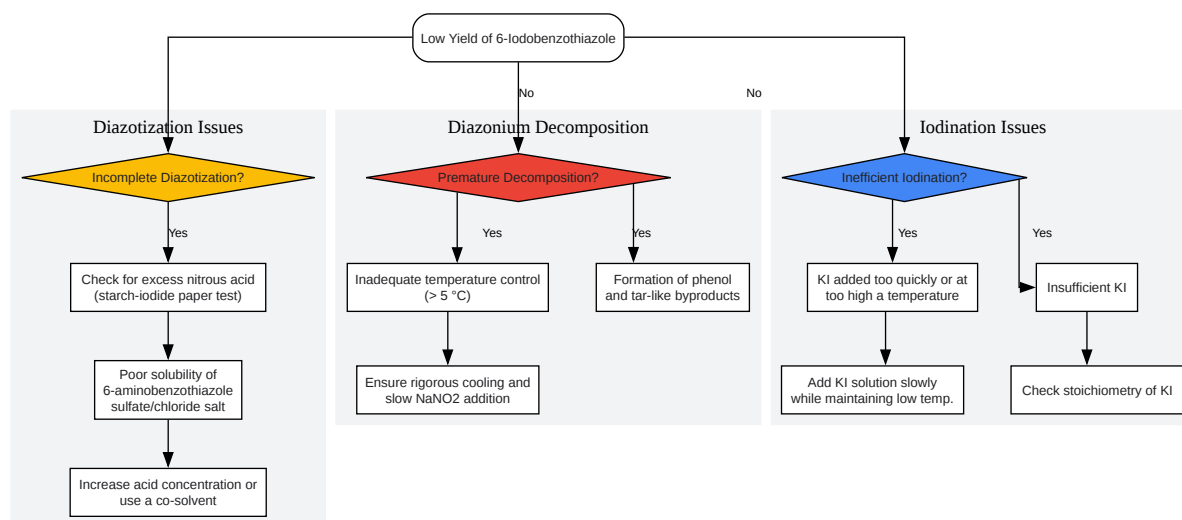 Low Yield of 6-Iodobenzothiazole
No
No
Diazotization Issues
Diazonium Decomposition
Iodination Issues
Incomplete Diazotization?
Premature Decomposition?
Inefficient Iodination?
Yes
Yes
Yes
Yes
Yes
Check for excess nitrous acid
(starch-iodide paper test)
Inadequate temperature control
(> 5 °C)
Formation of phenol
and tar-like byproducts
KI added too quickly or at
too high a temperature
Insufficient KI
Poor solubility of
6-aminobenzothiazole
sulfate/chloride salt
Ensure rigorous cooling and
slow NaNO2 addition
Add KI solution slowly
while maintaining low temp.
Check stoichiometry of KI
Increase acid concentration or
use a co-solvent